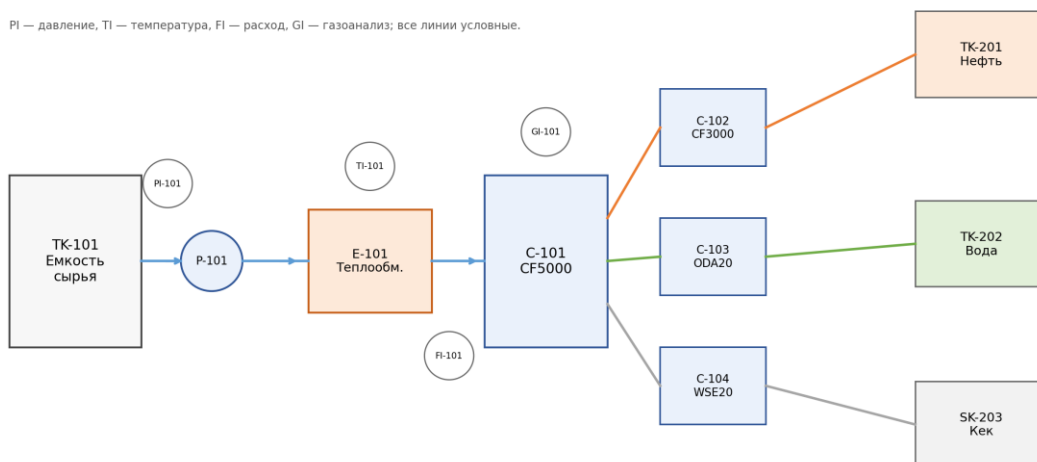 PI — давление, TI — температура, FI — расход, GI — газоанализ; все линии условные.
TK-201
Нефть
C-102
CF3000
GI-101
TI-101
PI-101
TK-101
Емкость
сырья
P-101
E-101
Теплообм.
C-101
CF5000
C-103
ODA20
TK-202
Вода
FI-101
C-104
WSE20
SK-203
Кек